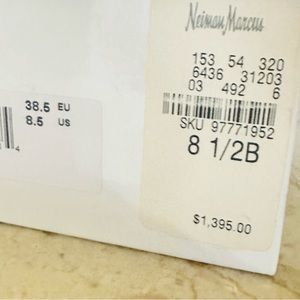 Neiman Marcus
153 54 320
6436 31203
03 492 6
SKU 97771952
8 1/2B
$1,395.00
38.5 EU
8.5 US
4